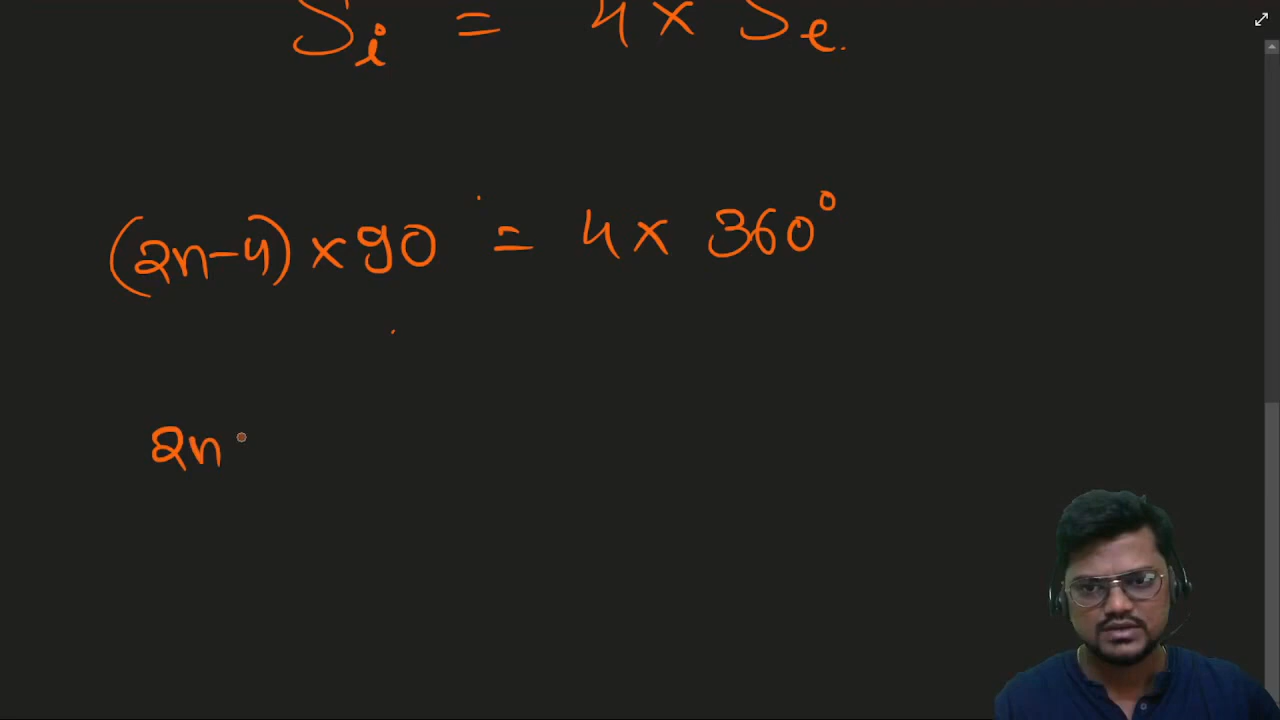 Si = 4 x Se.
(2n-4) x 90 = 4 x 360°
2n